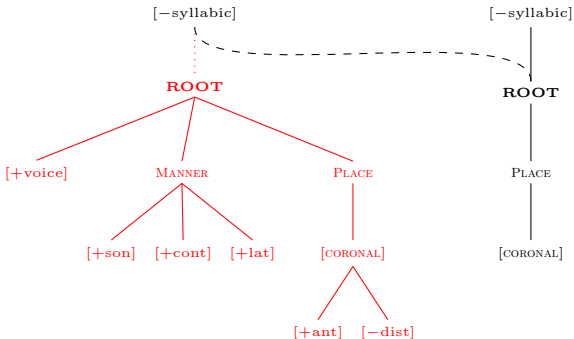 [−syllabic] [−syllabic]
ROOT ROOT
[+voice] MANNER PLACE PLACE
[+son] [+cont] [+lat] [CORONAL] [CORONAL]
[+ant] [−dist]